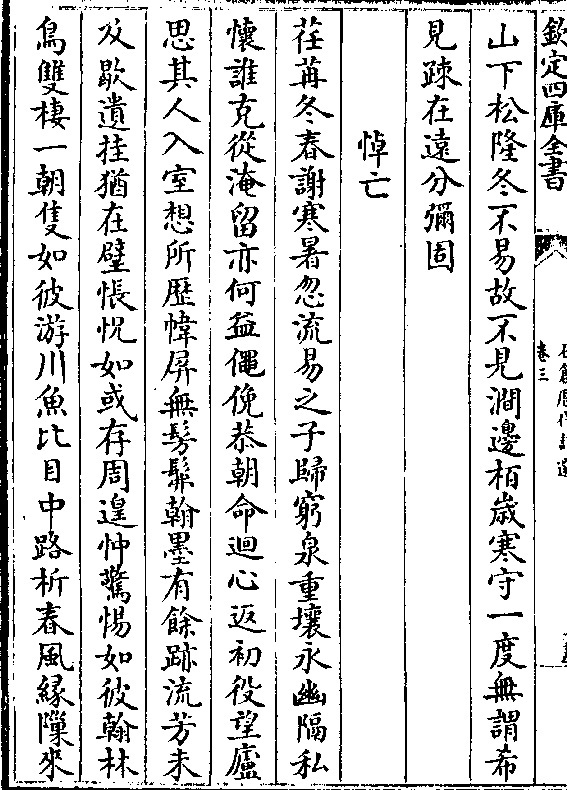 欽定四庫全書
卷三
山下松隆冬不易故不見澗邊栢歲寒守一度無謂希
見疎在遠分彌固
悼亡
荏苒冬春謝寒暑忽流易之子歸窮泉重壤永幽隔私
懷誰克從淹留亦何益僶俛恭朝命迴心返初役望廬
思其人入室想所歷幃屏無髣髴翰墨有餘跡流芳未
及歇遺挂猶在壁悵怳如或存周遑忡驚惕如彼翰林
鳥雙棲一朝隻如彼游川魚比目中路析春風緣隟來